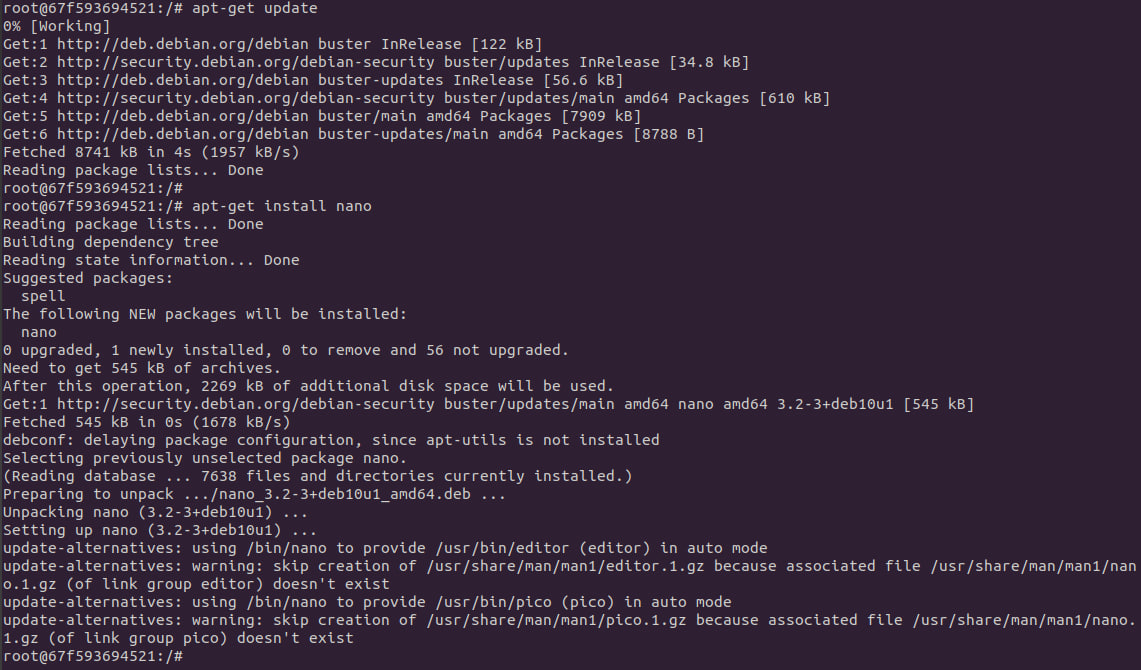 root@67f593694521:/# apt-get update
0% [Working]
Get:1 http://deb.debian.org/debian buster InRelease [122 kB]
Get:2 http://security.debian.org/debian-security buster/updates InRelease [34.8 kB]
Get:3 http://deb.debian.org/debian buster-updates InRelease [56.6 kB]
Get:4 http://security.debian.org/debian-security buster/updates/main amd64 Packages [610 kB]
Get:5 http://deb.debian.org/debian buster/main amd64 Packages [7909 kB]
Get:6 http://deb.debian.org/debian buster-updates/main amd64 Packages [8788 B]
Fetched 8741 kB in 4s (1957 kB/s)
Reading package lists... Done
root@67f593694521:/#
root@67f593694521:/# apt-get install nano
Reading package lists... Done
Building dependency tree
Reading state information... Done
Suggested packages:
  spell
The following NEW packages will be installed:
  nano
0 upgraded, 1 newly installed, 0 to remove and 56 not upgraded.
Need to get 545 kB of archives.
After this operation, 2269 kB of additional disk space will be used.
Get:1 http://security.debian.org/debian-security buster/updates/main amd64 nano amd64 3.2-3+deb10u1 [545 kB]
Fetched 545 kB in 0s (1678 kB/s)
debconf: delaying package configuration, since apt-utils is not installed
Selecting previously unselected package nano.
(Reading database ... 7638 files and directories currently installed.)
Preparing to unpack .../nano_3.2-3+deb10u1_amd64.deb ...
Unpacking nano (3.2-3+deb10u1) ...
Setting up nano (3.2-3+deb10u1) ...
update-alternatives: using /bin/nano to provide /usr/bin/editor (editor) in auto mode
update-alternatives: warning: skip creation of /usr/share/man/man1/editor.1.gz because associated file /usr/share/man/man1/nan
o.1.gz (of link group editor) doesn't exist
update-alternatives: using /bin/nano to provide /usr/bin/pico (pico) in auto mode
update-alternatives: warning: skip creation of /usr/share/man/man1/pico.1.gz because associated file /usr/share/man/man1/nano.
1.gz (of link group pico) doesn't exist
root@67f593694521:/#